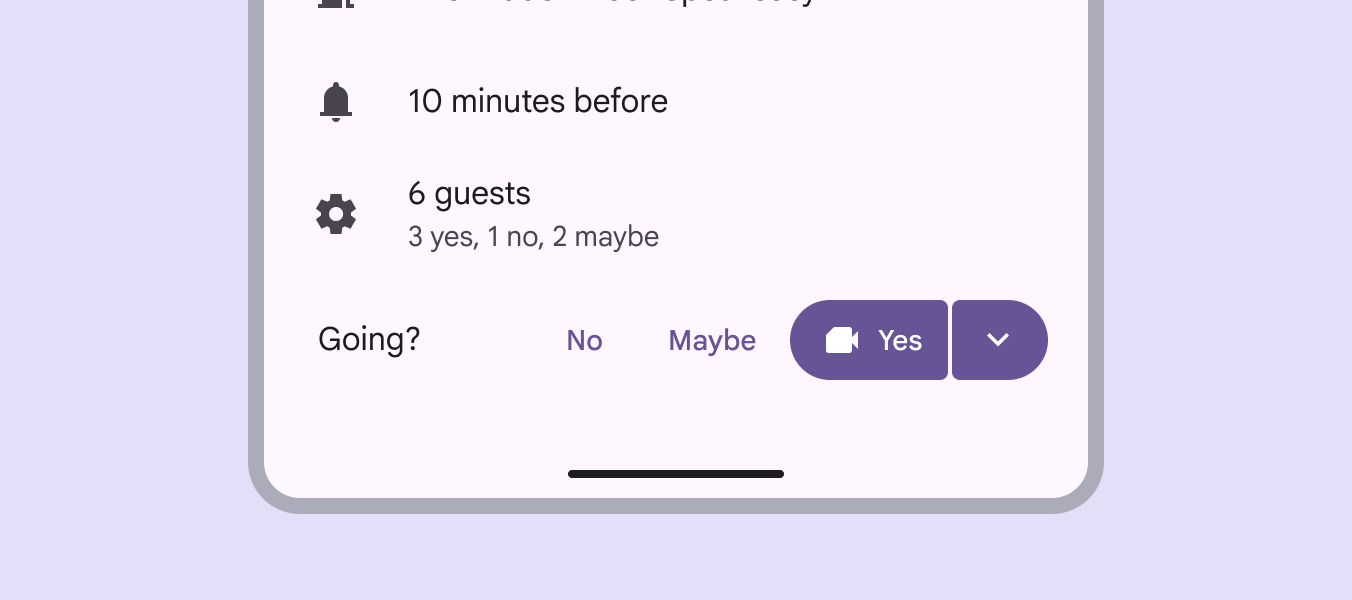 10 minutes before
6 guests
3 yes, 1 no, 2 maybe
Going?
No
Maybe
Yes